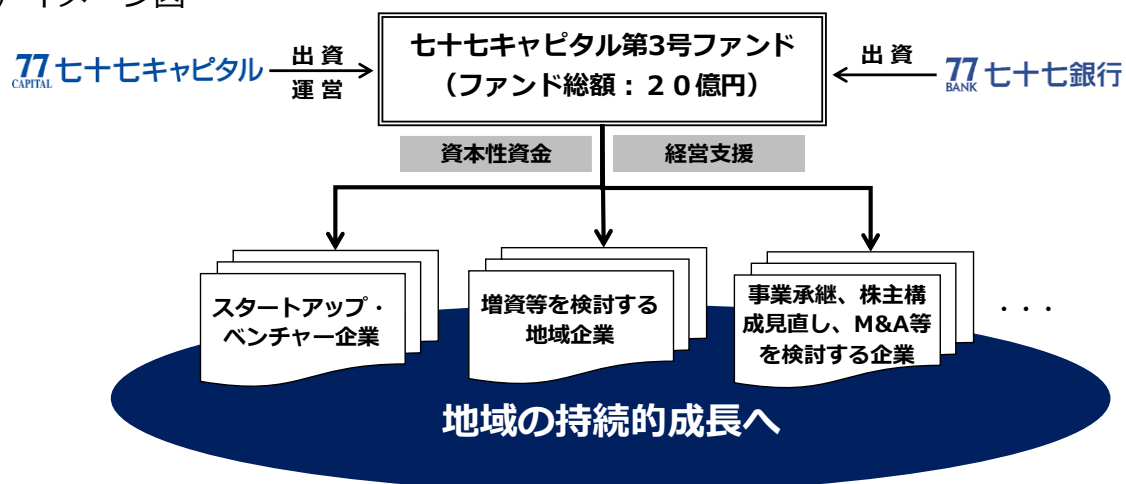 イメージ図
77 CAPITAL 七十七キャピタル
出 資
運 営
七十七キャピタル第3号ファンド
（ファンド総額：２０億円）
出 資
77 BANK 七十七銀行
資本性資金
経営支援
スタートアップ・
ベンチャー企業
増資等を検討する
地域企業
事業承継、株主構
成見直し、M&A等
を検討する企業
・・・
地域の持続的成長へ